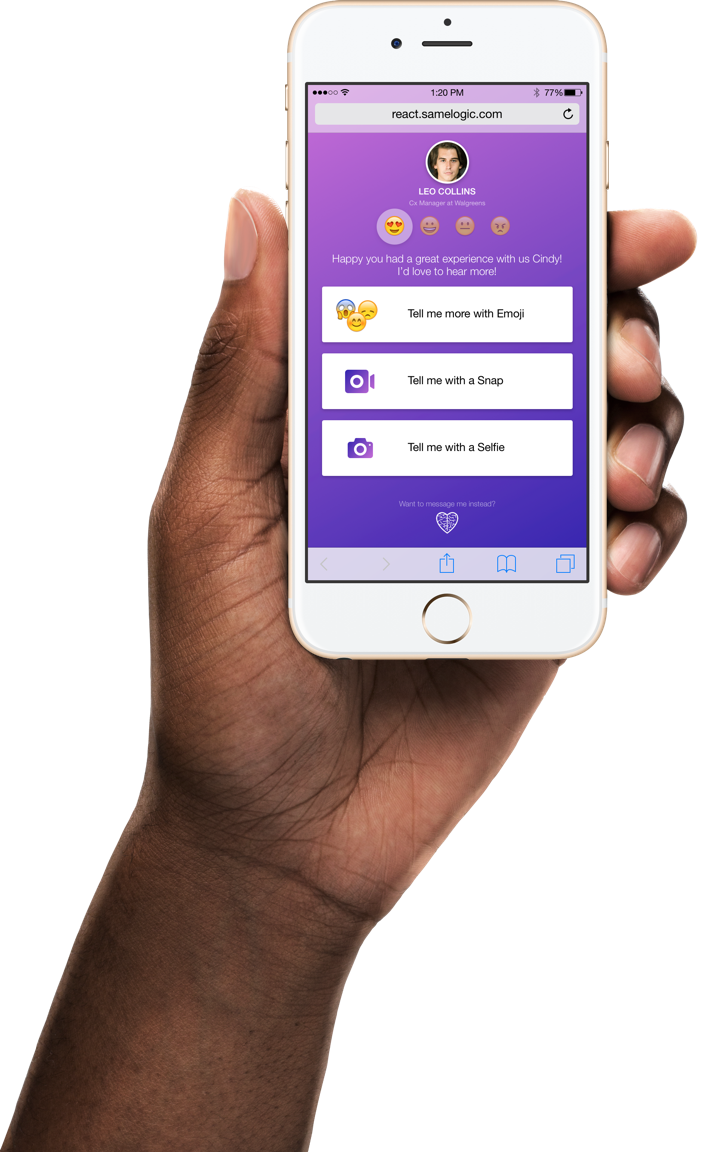 1:20 PM
77%
react.samelogic.com
LEO COLLINS
Cx Manager at Walgreens
Happy you had a great experience with us Cindy!
I'd love to hear more!
Tell me more with Emoji
Tell me with a Snap
Tell me with a Selfie
Want to message me instead?